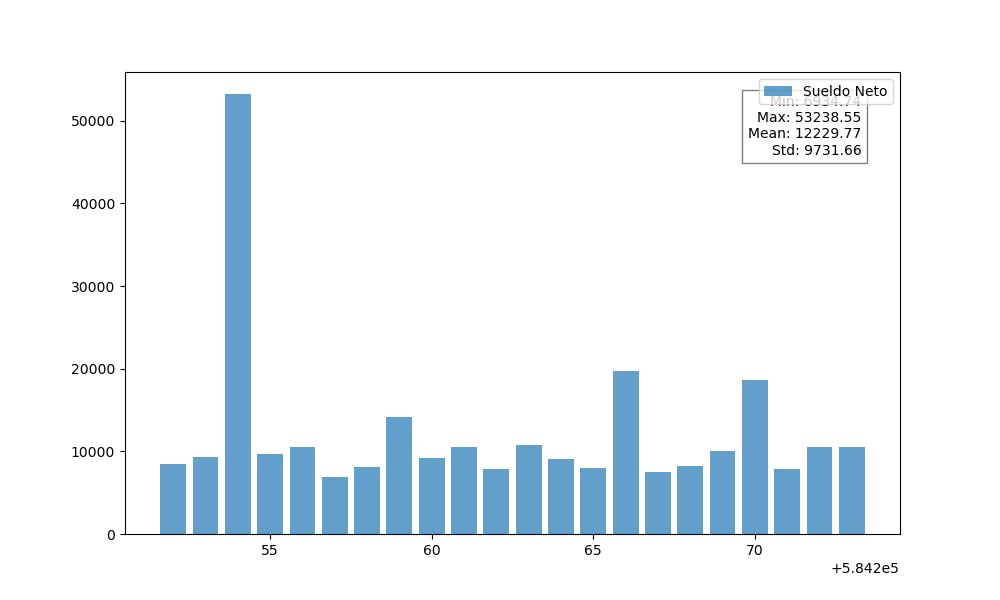 Sueldo Neto
Min: 6934.74
Max: 53238.55
Mean: 12229.77
Std: 9731.66
50000
40000
30000
20000
10000
0
55 60 65 70
+5.842e5